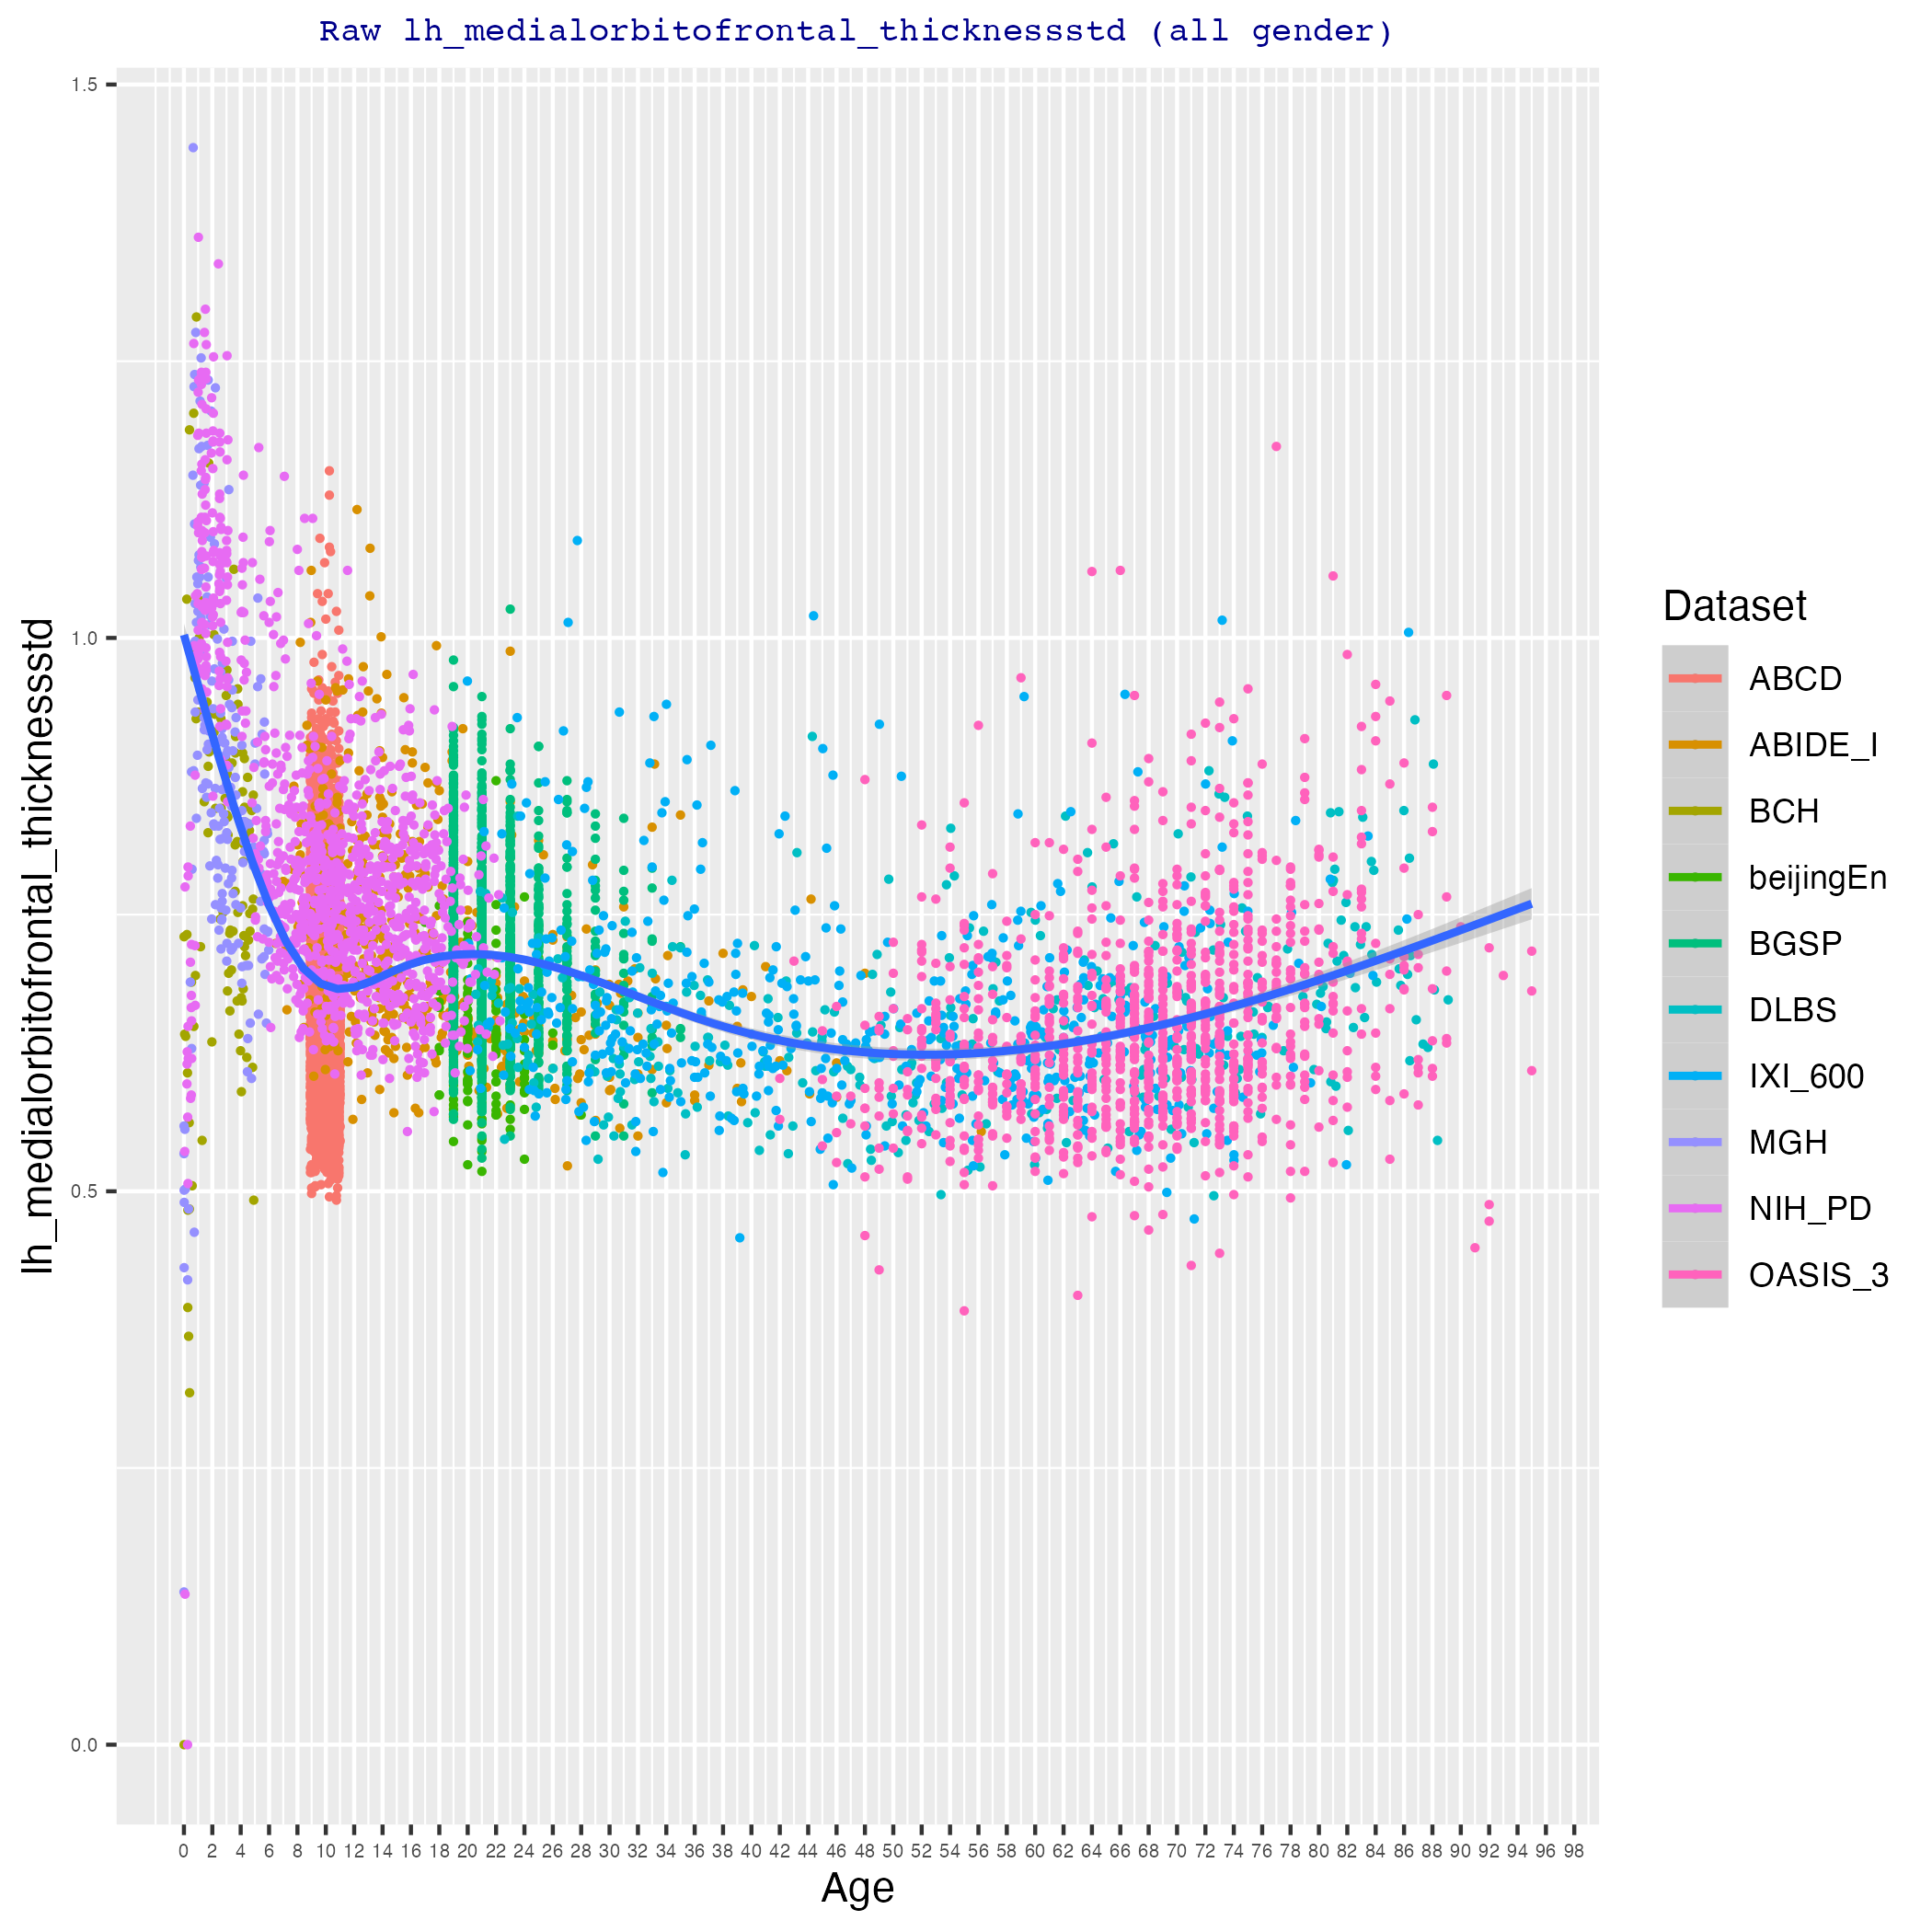 Raw lh_medialorbitofrontal_thicknessstd (all gender)
lh_medialorbitofrontal_thicknessstd
1.5
1.0
0.5
0.0
0 2 4 6 8 10 12 14 16 18 20 22 24 26 28 30 32 34 36 38 40 42 44 46 48 50 52 54 56 58 60 62 64 66 68 70 72 74 76 78 80 82 84 86 88 90 92 94 96 98
Age
Dataset
ABCD
ABIDE_I
BCH
beijingEn
BGSP
DLBS
IXI_600
MGH
NIH_PD
OASIS_3